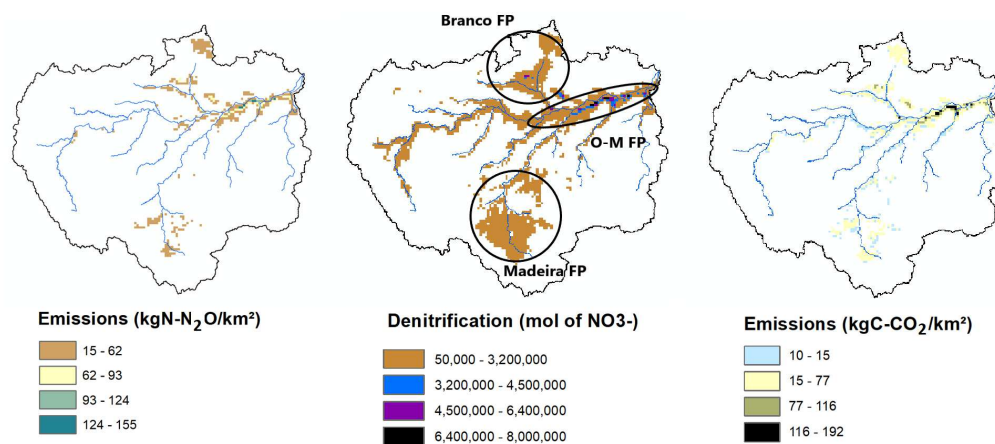 Branco FP
O-M FP
Madeira FP
Emissions (kgN-N₂O/km²)
15 - 62
62 - 93
93 - 124
124 - 155
Denitrification (mol of NO3-)
50,000 - 3,200,000
3,200,000 - 4,500,000
4,500,000 - 6,400,000
6,400,000 - 8,000,000
Emissions (kgC-CO₂/km²)
10 - 15
15 - 77
77 - 116
116 - 192